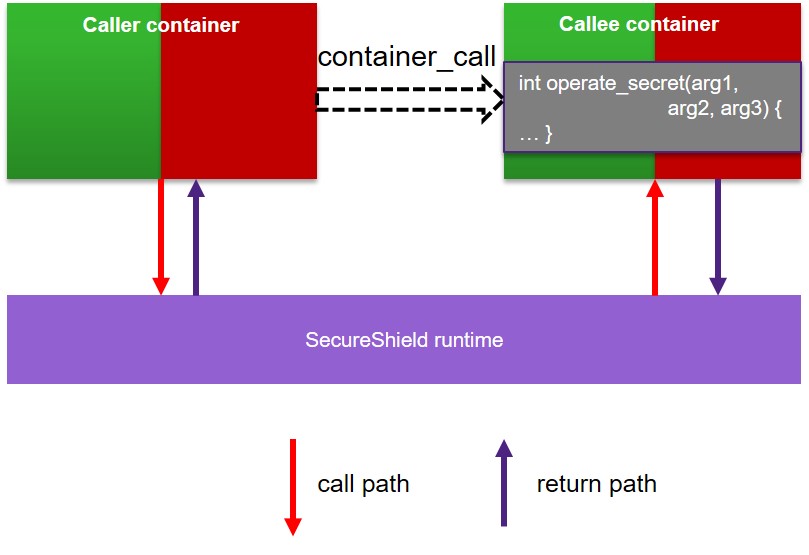 Caller container
container_call
Callee container
int operate_secret(arg1,
arg2, arg3) {
… }
SecureShield runtime
call path
return path